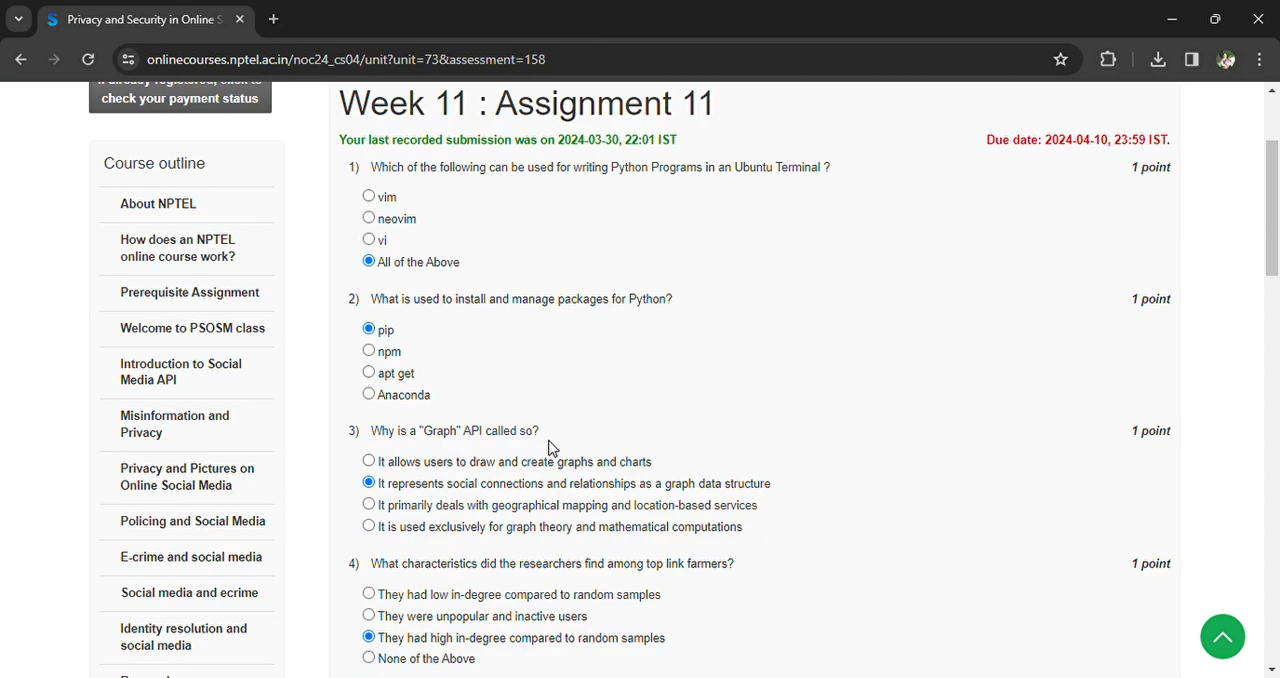 Privacy and Security in Online S
onlinecourses.nptel.ac.in/noc24_cs04/unit?unit=73&assessment=158
check your payment status
Course outline
About NPTEL
How does an NPTEL
online course work?
Prerequisite Assignment
Welcome to PSOSM class
Introduction to Social
Media API
Misinformation and
Privacy
Privacy and Pictures on
Online Social Media
Policing and Social Media
E-crime and social media
Social media and ecrime
Identity resolution and
social media
Week 11 : Assignment 11
Your last recorded submission was on 2024-03-30, 22:01 IST
Due date: 2024-04-10, 23:59 IST.
1) Which of the following can be used for writing Python Programs in an Ubuntu Terminal ?
1 point
vim
neovim
vi
All of the Above
2) What is used to install and manage packages for Python?
1 point
pip
npm
apt get
Anaconda
3) Why is a "Graph" API called so?
1 point
It allows users to draw and create graphs and charts
It represents social connections and relationships as a graph data structure
It primarily deals with geographical mapping and location-based services
It is used exclusively for graph theory and mathematical computations
4) What characteristics did the researchers find among top link farmers?
1 point
They had low in-degree compared to random samples
They were unpopular and inactive users
They had high in-degree compared to random samples
None of the Above